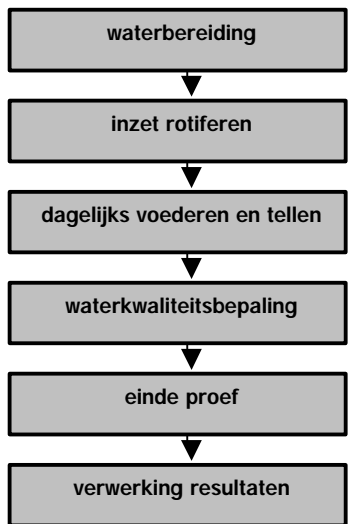 waterbereiding
inzet rotiferen
dagelijks voederen en tellen
waterkwaliteitsbepaling
einde proef
verwerking resultaten